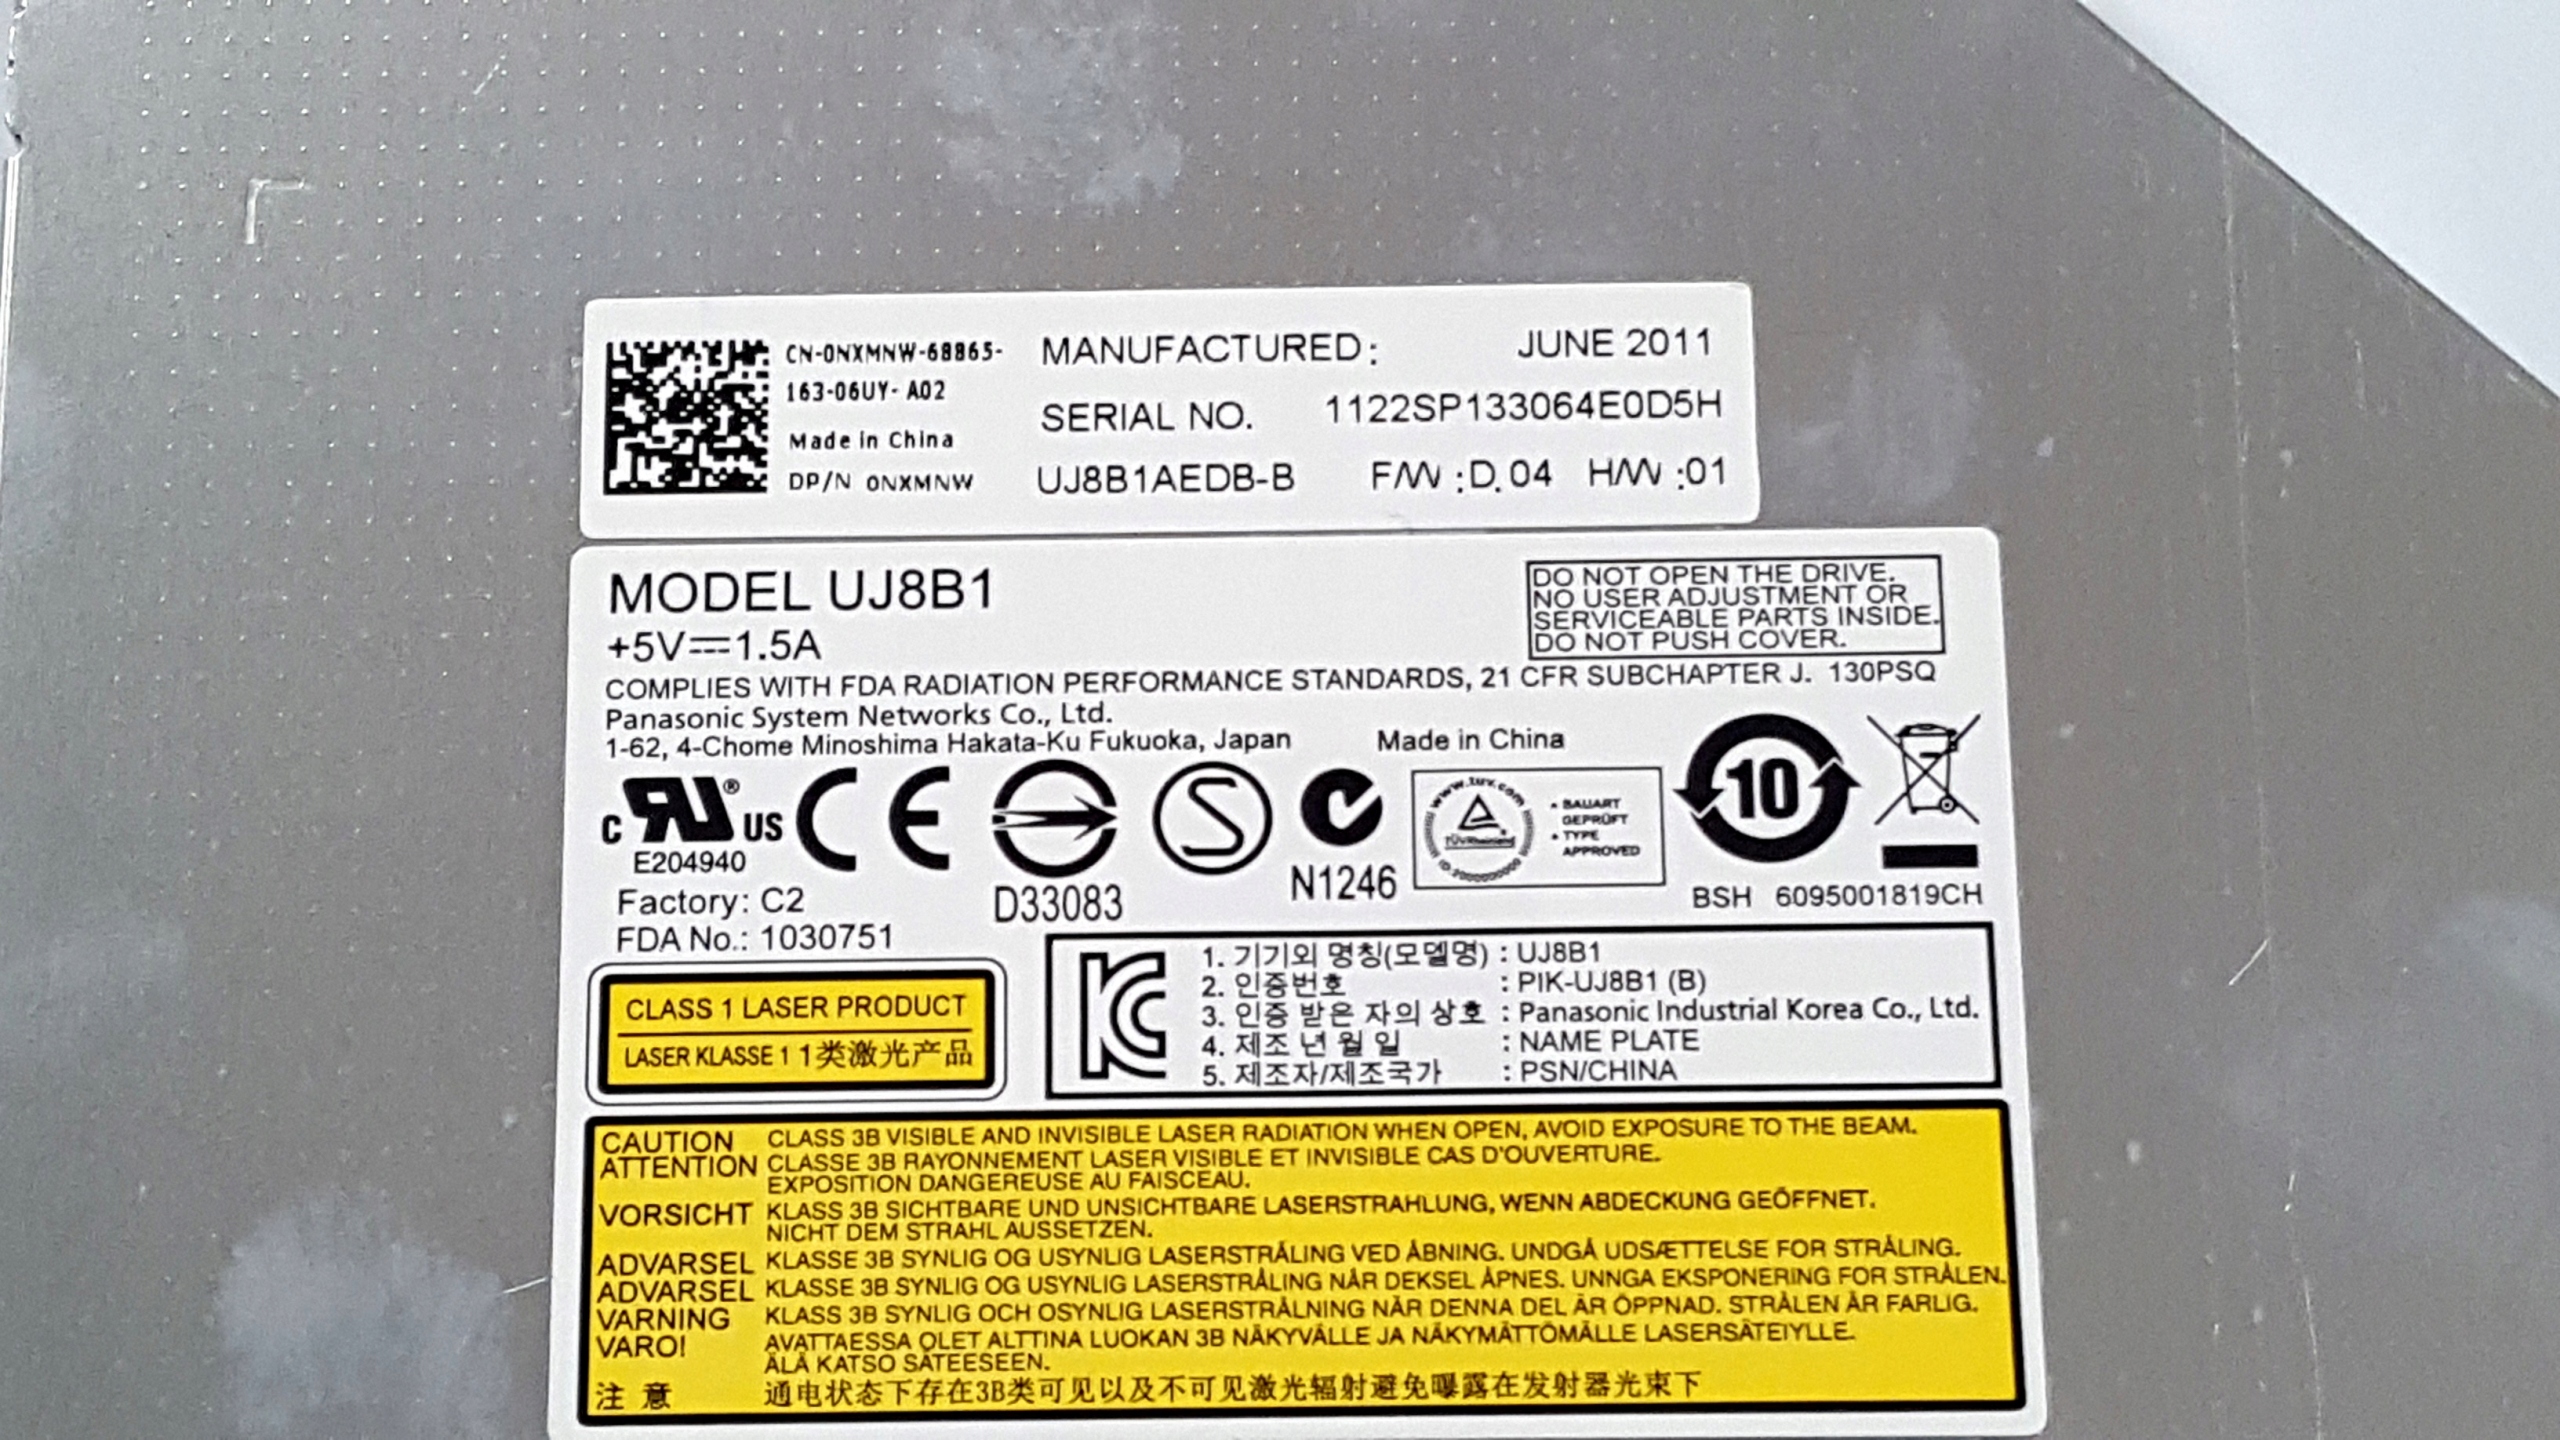 CN-0NXMNW-68865-
163-06UY- A02
Made in China
DP/N 0NXMNW
MANUFACTURED: JUNE 2011
SERIAL NO. 1122SP133064E0D5H
UJ8B1AEDB-B F/W :D.04 H/W :01
MODEL UJ8B1
+5V⎓1.5A
DO NOT OPEN THE DRIVE.
NO USER ADJUSTMENT OR
SERVICEABLE PARTS INSIDE.
DO NOT PUSH COVER.
COMPLIES WITH FDA RADIATION PERFORMANCE STANDARDS, 21 CFR SUBCHAPTER J. 130PSQ
Panasonic System Networks Co., Ltd.
1-62, 4-Chome Minoshima Hakata-Ku Fukuoka, Japan Made in China
c RU® US
E204940
CE
D33083
S
N1246
www.tuv.com
TÜVRheinland
• BAUART
GEPRÜFT
• TYPE
APPROVED
10
BSH 6095001819CH
Factory: C2
FDA No.: 1030751
CLASS 1 LASER PRODUCT
LASER KLASSE 1 1类激光产品
KC
1. 기기외 명칭(모델명) : UJ8B1
2. 인증번호 : PIK-UJ8B1 (B)
3. 인증 받은 자의 상호 : Panasonic Industrial Korea Co., Ltd.
4. 제조 년 월 일 : NAME PLATE
5. 제조자/제조국가 : PSN/CHINA
CAUTION CLASS 3B VISIBLE AND INVISIBLE LASER RADIATION WHEN OPEN, AVOID EXPOSURE TO THE BEAM.
ATTENTION CLASSE 3B RAYONNEMENT LASER VISIBLE ET INVISIBLE CAS D'OUVERTURE.
EXPOSITION DANGEREUSE AU FAISCEAU.
VORSICHT KLASS 3B SICHTBARE UND UNSICHTBARE LASERSTRAHLUNG, WENN ABDECKUNG GEÖFFNET.
NICHT DEM STRAHL AUSSETZEN.
ADVARSEL KLASSE 3B SYNLIG OG USYNLIG LASERSTRÅLING VED ÅBNING. UNDGÅ UDSÆTTELSE FOR STRÅLING.
ADVARSEL KLASSE 3B SYNLIG OG USYNLIG LASERSTRÅLING NÅR DEKSEL ÅPNES. UNNGA EKSPONERING FOR STRÅLEN.
VARNING KLASS 3B SYNLIG OCH OSYNLIG LASERSTRÅLNING NÄR DENNA DEL ÄR ÖPPNAD. STRÅLEN ÄR FARLIG.
VARO! AVATTAESSA OLET ALTTINA LUOKAN 3B NÄKYVÄLLE JA NÄKYMÄTTÖMÄLLE LASERSÄTEIYLLE.
ÄLÄ KATSO SÄTEESEEN.
注 意 通电状态下存在3B类可见以及不可见激光辐射避免曝露在发射器光束下